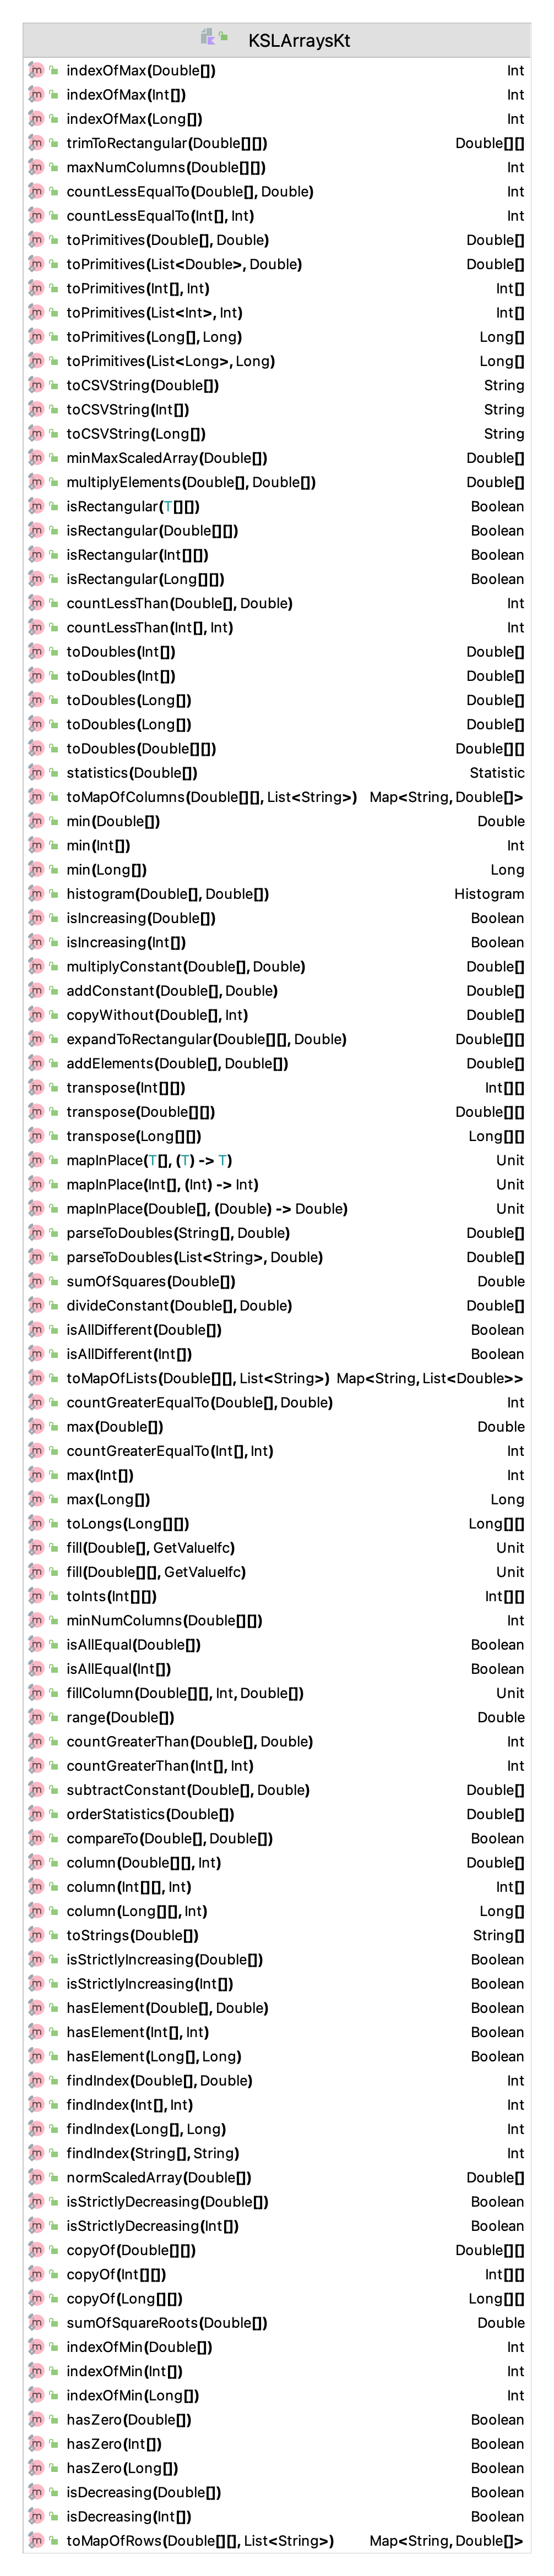 KSLArraysKt
indexOfMax(Double[]) Int
indexOfMax(Int[]) Int
indexOfMax(Long[]) Int
trimToRectangular(Double[][]) Double[][]
maxNumColumns(Double[][]) Int
countLessEqualTo(Double[], Double) Int
countLessEqualTo(Int[], Int) Int
toPrimitives(Double[], Double) Double[]
toPrimitives(List<Double>, Double) Double[]
toPrimitives(Int[], Int) Int[]
toPrimitives(List<Int>, Int) Int[]
toPrimitives(Long[], Long) Long[]
toPrimitives(List<Long>, Long) Long[]
toCSVString(Double[]) String
toCSVString(Int[]) String
toCSVString(Long[]) String
minMaxScaledArray(Double[]) Double[]
multiplyElements(Double[], Double[]) Double[]
isRectangular(T[][]) Boolean
isRectangular(Double[][]) Boolean
isRectangular(Int[][]) Boolean
isRectangular(Long[][]) Boolean
countLessThan(Double[], Double) Int
countLessThan(Int[], Int) Int
toDoubles(Int[]) Double[]
toDoubles(Int[]) Double[]
toDoubles(Long[]) Double[]
toDoubles(Long[]) Double[]
toDoubles(Double[][]) Double[][]
statistics(Double[]) Statistic
toMapOfColumns(Double[][], List<String>) Map<String, Double[]>
min(Double[]) Double
min(Int[]) Int
min(Long[]) Long
histogram(Double[], Double[]) Histogram
isIncreasing(Double[]) Boolean
isIncreasing(Int[]) Boolean
multiplyConstant(Double[], Double) Double[]
addConstant(Double[], Double) Double[]
copyWithout(Double[], Int) Double[]
expandToRectangular(Double[][], Double) Double[][]
addElements(Double[], Double[]) Double[]
transpose(Int[][]) Int[][]
transpose(Double[][]) Double[][]
transpose(Long[][]) Long[][]
mapInPlace(T[], (T) -> T) Unit
mapInPlace(Int[], (Int) -> Int) Unit
mapInPlace(Double[], (Double) -> Double) Unit
parseToDoubles(String[], Double) Double[]
parseToDoubles(List<String>, Double) Double[]
sumOfSquares(Double[]) Double
divideConstant(Double[], Double) Double[]
isAllDifferent(Double[]) Boolean
isAllDifferent(Int[]) Boolean
toMapOfLists(Double[][], List<String>) Map<String, List<Double>>
countGreaterEqualTo(Double[], Double) Int
max(Double[]) Double
countGreaterEqualTo(Int[], Int) Int
max(Int[]) Int
max(Long[]) Long
toLongs(Long[][]) Long[][]
fill(Double[], GetValueIfc) Unit
fill(Double[][], GetValueIfc) Unit
toInts(Int[][]) Int[][]
minNumColumns(Double[][]) Int
isAllEqual(Double[]) Boolean
isAllEqual(Int[]) Boolean
fillColumn(Double[][], Int, Double[]) Unit
range(Double[]) Double
countGreaterThan(Double[], Double) Int
countGreaterThan(Int[], Int) Int
subtractConstant(Double[], Double) Double[]
orderStatistics(Double[]) Double[]
compareTo(Double[], Double[]) Boolean
column(Double[][], Int) Double[]
column(Int[][], Int) Int[]
column(Long[][], Int) Long[]
toStrings(Double[]) String[]
isStrictlyIncreasing(Double[]) Boolean
isStrictlyIncreasing(Int[]) Boolean
hasElement(Double[], Double) Boolean
hasElement(Int[], Int) Boolean
hasElement(Long[], Long) Boolean
findIndex(Double[], Double) Int
findIndex(Int[], Int) Int
findIndex(Long[], Long) Int
findIndex(String[], String) Int
normScaledArray(Double[]) Double[]
isStrictlyDecreasing(Double[]) Boolean
isStrictlyDecreasing(Int[]) Boolean
copyOf(Double[][]) Double[][]
copyOf(Int[][]) Int[][]
copyOf(Long[][]) Long[][]
sumOfSquareRoots(Double[]) Double
indexOfMin(Double[]) Int
indexOfMin(Int[]) Int
indexOfMin(Long[]) Int
hasZero(Double[]) Boolean
hasZero(Int[]) Boolean
hasZero(Long[]) Boolean
isDecreasing(Double[]) Boolean
isDecreasing(Int[]) Boolean
toMapOfRows(Double[][], List<String>) Map<String, Double[]>